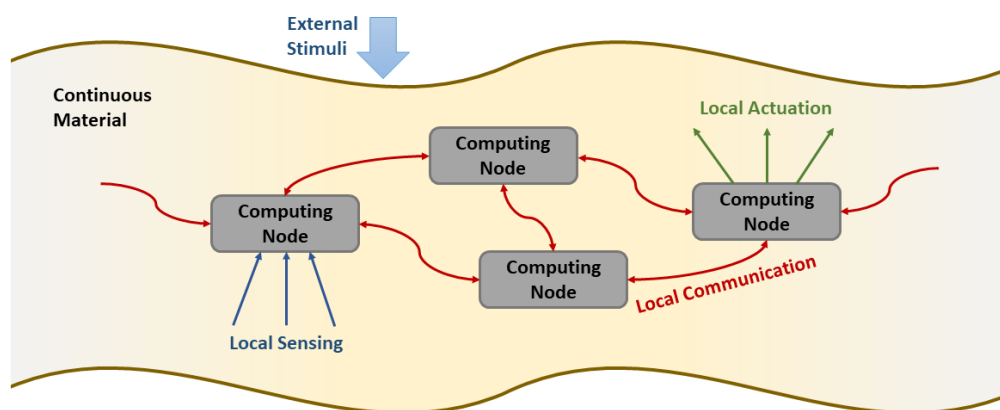 External
Stimuli
Continuous
Material
Local Actuation
Computing
Node
Computing
Node
Computing
Node
Computing
Node
Local Communication
Local Sensing